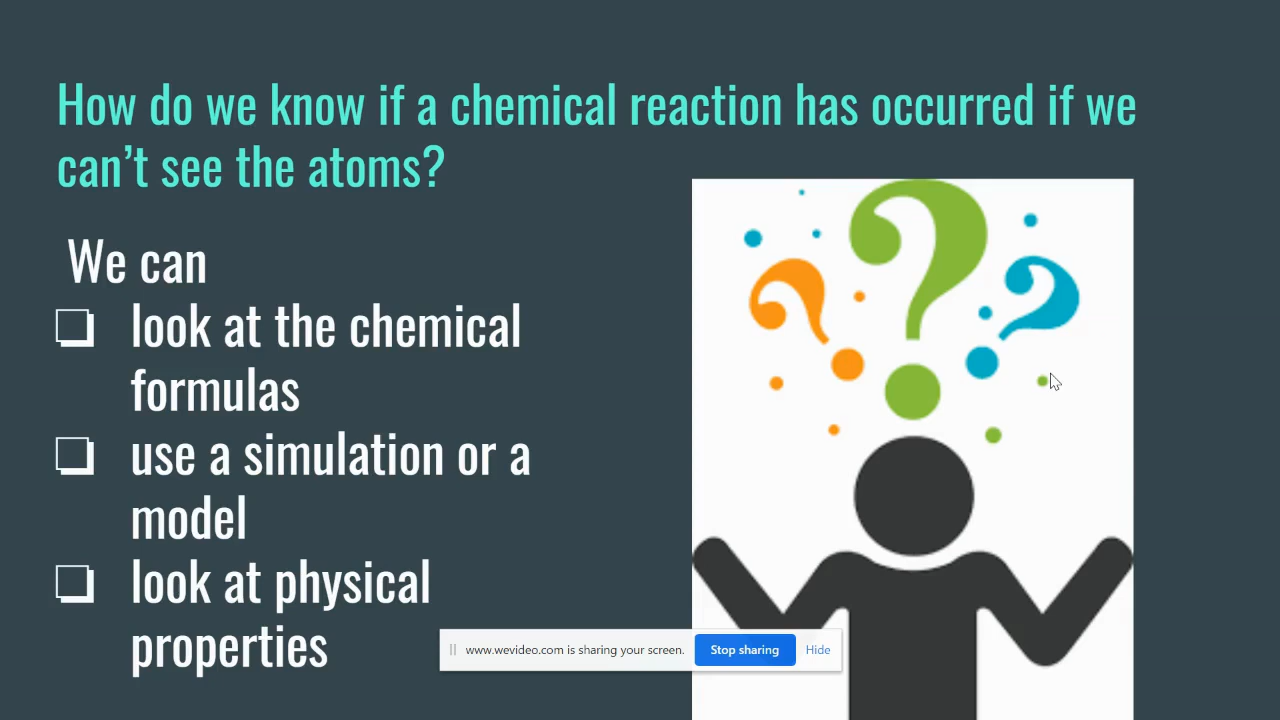 How do we know if a chemical reaction has occurred if we
can't see the atoms?
We can
❏ look at the chemical
formulas
❏ use a simulation or a
model
❏ look at physical
properties
www.wevideo.com is sharing your screen. Stop sharing Hide